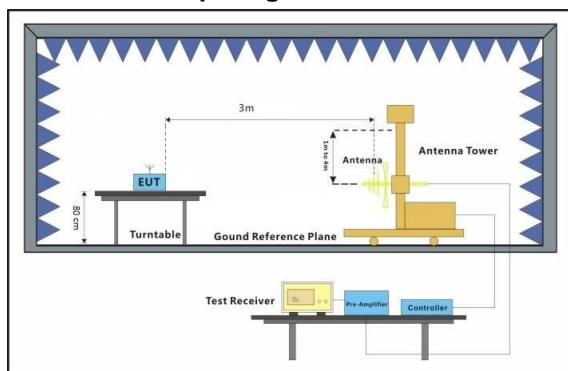 3m
1m to 4m
Antenna
Antenna Tower
EUT
80 cm
Turntable
Gound Reference Plane
Test Receiver
Pre-Amplifier
Controller